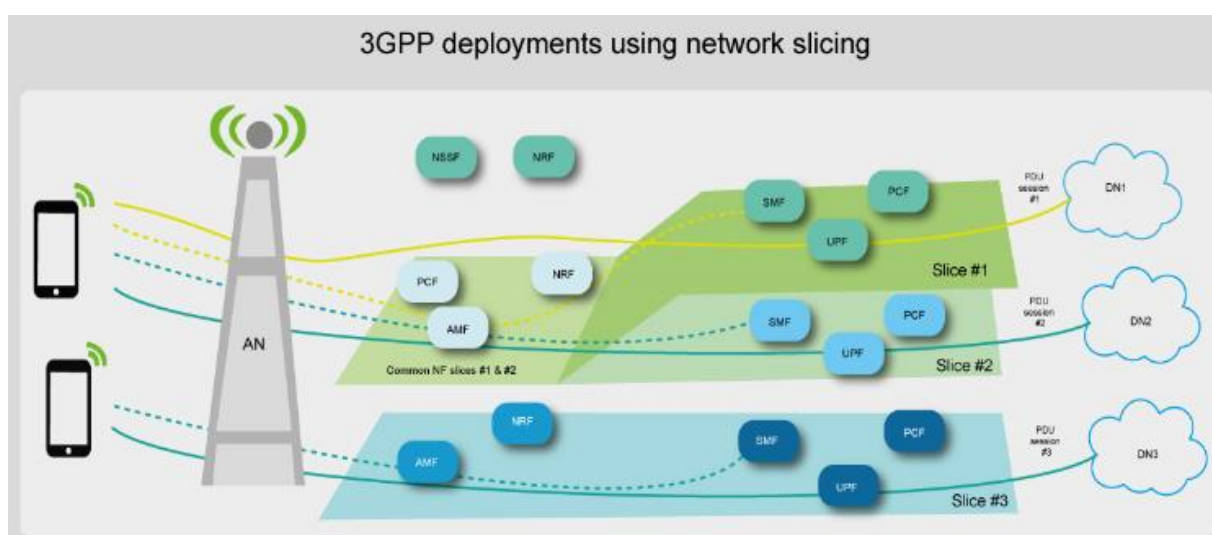 3GPP deployments using network slicing
NSSF
NRF
SMF
PCF
UPF
PDU
session
#1
DN1
Slice #1
PCF
NRF
AMF
Common NF slices #1 & #2
SMF
PCF
UPF
PDU
session
#2
DN2
Slice #2
AN
NRF
AMF
SMF
PCF
UPF
PDU
session
#3
DN3
Slice #3